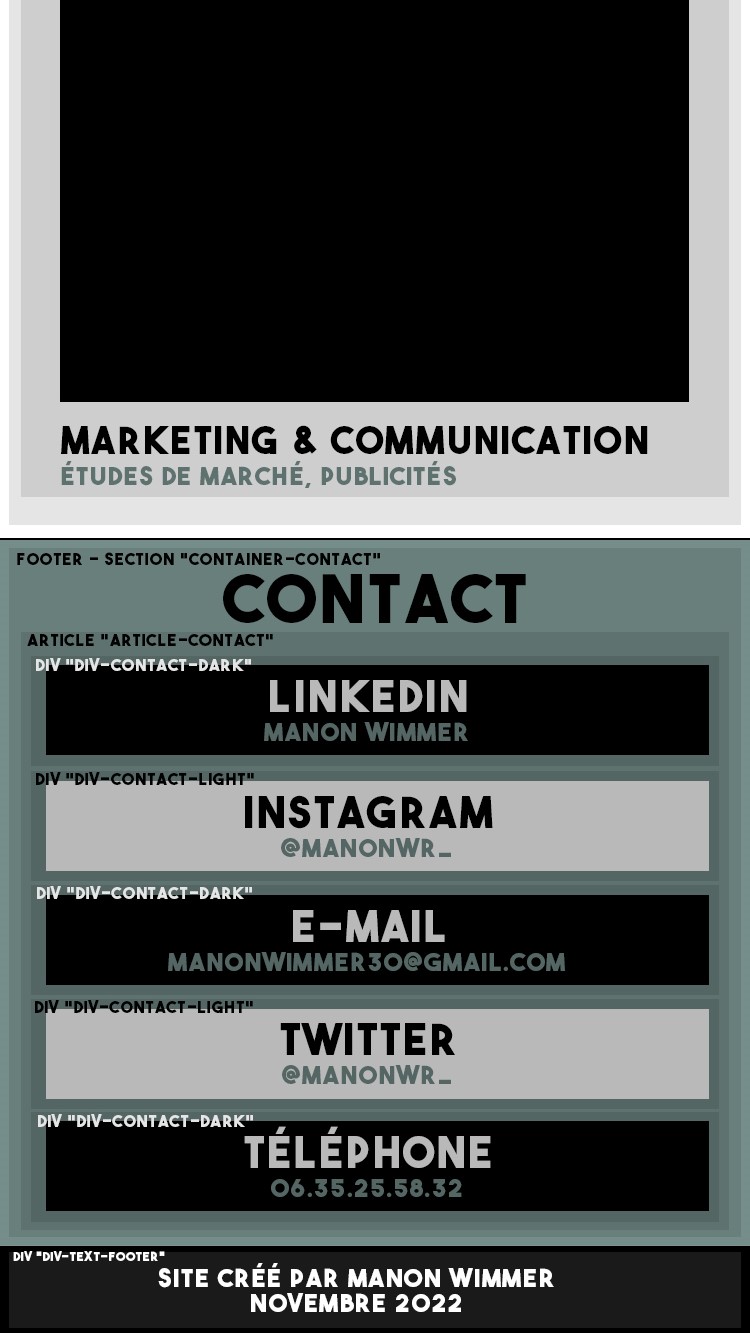 MARKETING & COMMUNICATION
ÉTUDES DE MARCHÉ, PUBLICITÉS
FOOTER - SECTION "CONTAINER-CONTACT"
CONTACT
ARTICLE "ARTICLE-CONTACT"
DIV "DIV-CONTACT-DARK"
LINKEDIN
MANON WIMMER
DIV "DIV-CONTACT-LIGHT"
INSTAGRAM
@MANONWR_
DIV "DIV-CONTACT-DARK"
E-MAIL
MANONWIMMER30@GMAIL.COM
DIV "DIV-CONTACT-LIGHT"
TWITTER
@MANONWR_
DIV "DIV-CONTACT-DARK"
TÉLÉPHONE
06.35.25.58.32
DIV "DIV-TEXT-FOOTER"
SITE CRÉÉ PAR MANON WIMMER
NOVEMBRE 2022